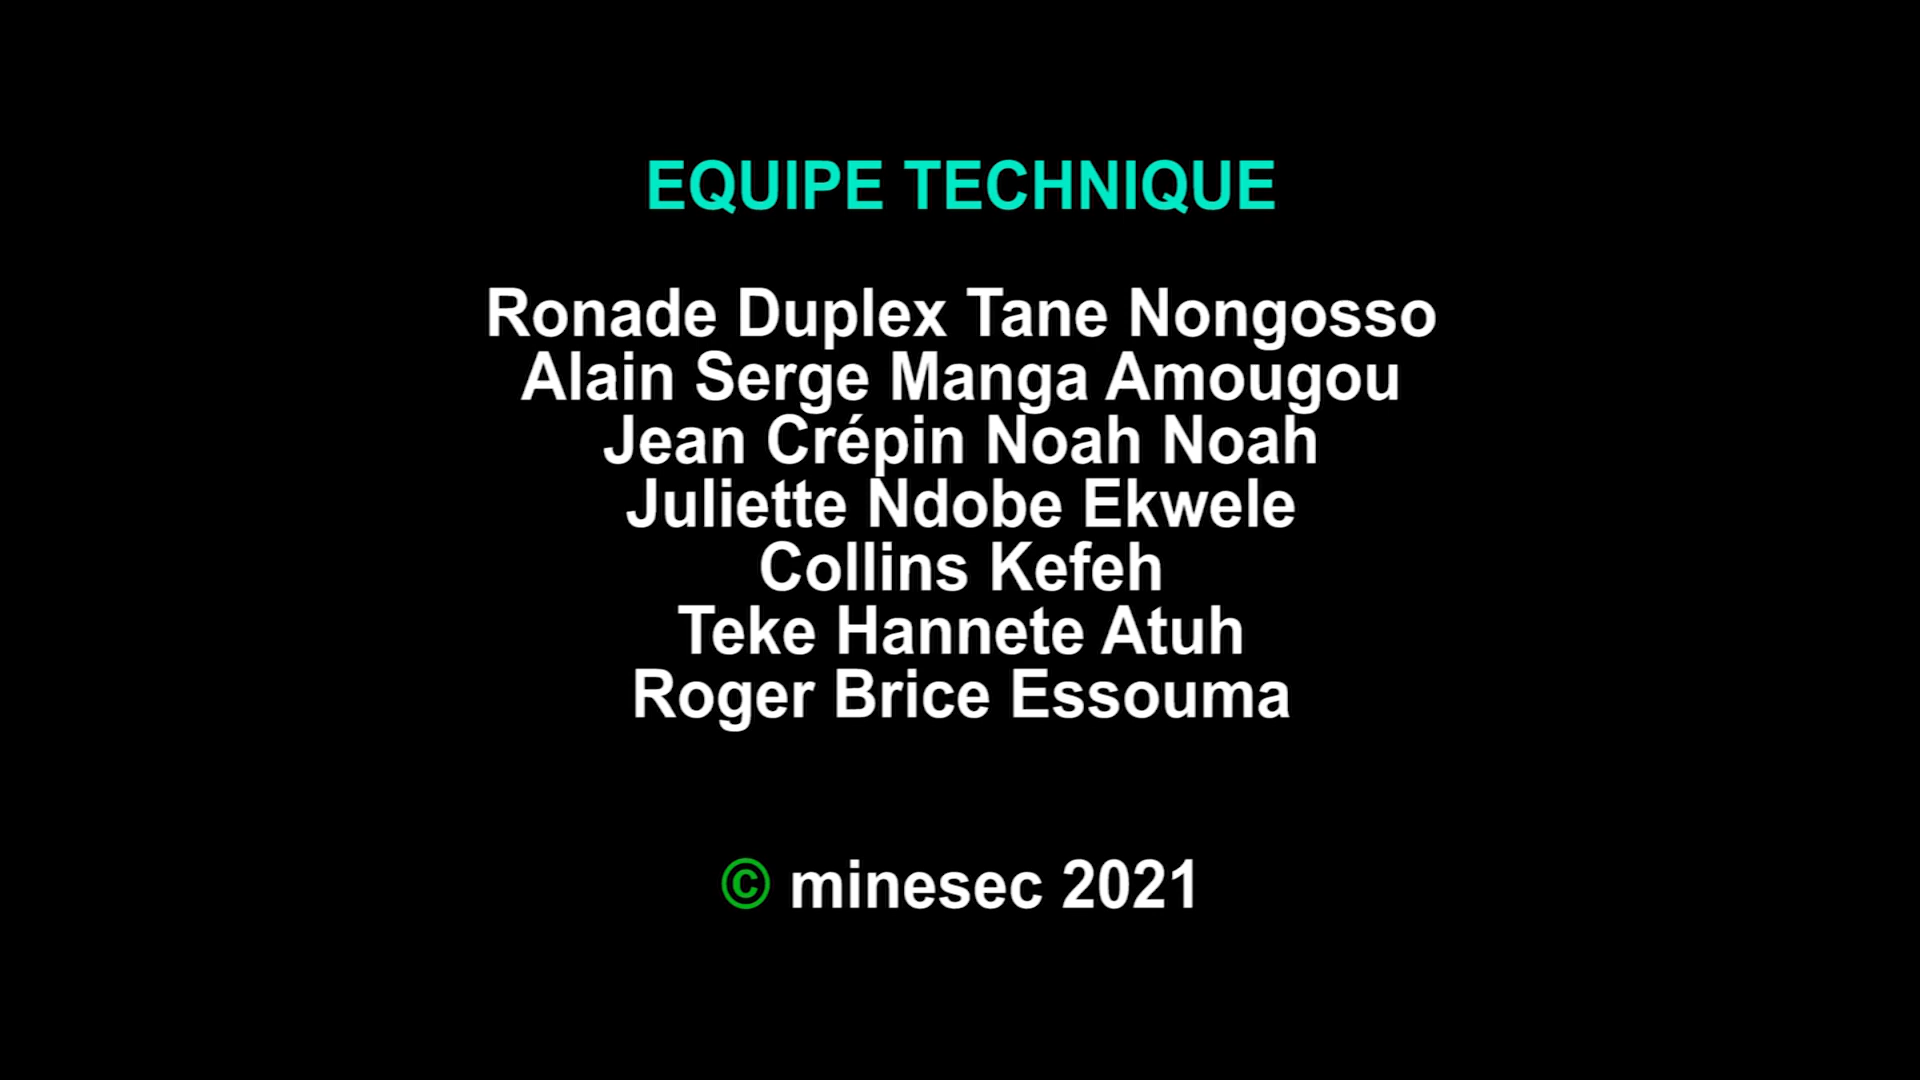 EQUIPE TECHNIQUE
Ronade Duplex Tane Nongosso
Alain Serge Manga Amougou
Jean Crépin Noah Noah
Juliette Ndobe Ekwele
Collins Kefeh
Teke Hannete Atuh
Roger Brice Essouma
© minesec 2021